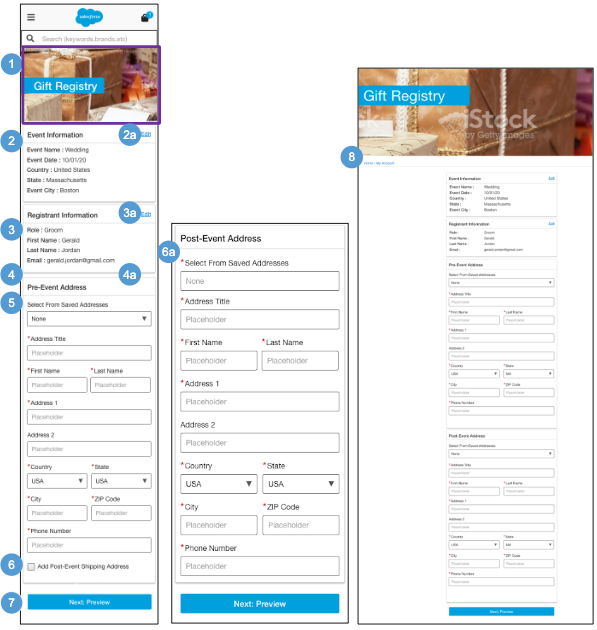 salesforce
1
Search (keywords,brands,etc)
1
Gift Registry
2
Event Information
2a
Edit
Event Name : Wedding
Event Date : 10/01/20
Country : United States
State : Massachusetts
Event City : Boston
3
Registrant Information
3a
Edit
Role : Groom
First Name : Gerald
Last Name : Jordan
Email : gerald.jordan@gmail.com
4
4a
Pre-Event Address
5
Select From Saved Addresses
None
*Address Title
Placeholder
*First Name *Last Name
Placeholder Placeholder
*Address 1
Placeholder
Address 2
Placeholder
*Country *State
USA USA
*City *ZIP Code
Placeholder Placeholder
*Phone Number
Placeholder
6
Add Post-Event Shipping Address
7
Next: Preview
Post-Event Address
6a
*Select From Saved Addresses
None
*Address Title
Placeholder
*First Name *Last Name
Placeholder Placeholder
*Address 1
Placeholder
Address 2
Placeholder
*Country *State
USA USA
*City *ZIP Code
Placeholder Placeholder
*Phone Number
Placeholder
Next: Preview
Gift Registry
iStock
by Getty Images
8
Home / My Account
Event Information Edit
Event Name : Wedding
Event Date : 10/01/20
Country : United States
State : Massachusetts
Event City : Boston
Registrant Information Edit
Role : Groom
First Name : Gerald
Last Name : Jordan
Email : gerald.jordan@gmail.com
Pre-Event Address
Select From Saved Addresses
None
*Address Title
Placeholder
*First Name *Last Name
Placeholder Placeholder
*Address 1
Placeholder
Address 2
Placeholder
*Country *State
USA MA
*City *ZIP Code
Placeholder Placeholder
*Phone Number
Placeholder
Post-Event Address
Select From Saved Addresses
None
*Address Title
Placeholder
*First Name *Last Name
Placeholder Placeholder
*Address 1
Placeholder
Address 2
Placeholder
*Country *State
USA MA
*City *ZIP Code
Placeholder Placeholder
*Phone Number
Placeholder
Next: Preview